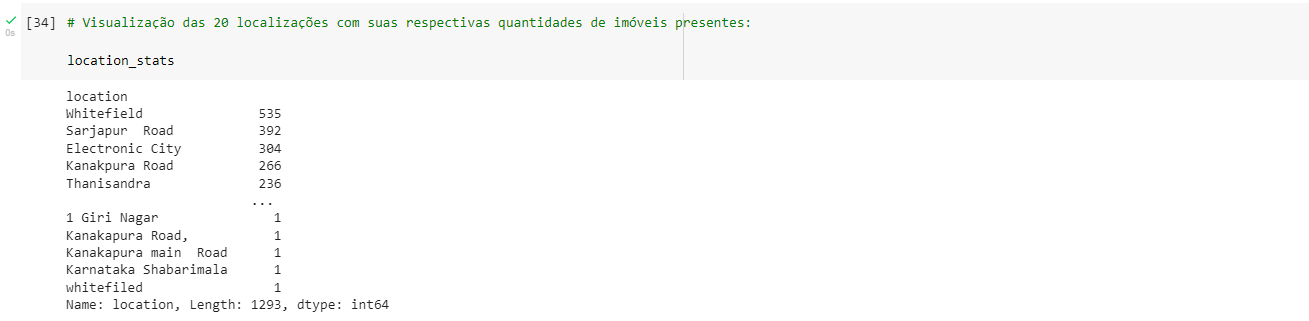 [34] # Visualização das 20 localizações com suas respectivas quantidades de imóveis presentes:
0s
location_stats
location
Whitefield 535
Sarjapur  Road 392
Electronic City 304
Kanakpura Road 266
Thanisandra 236
...
1 Giri Nagar 1
Kanakapura Road, 1
Kanakapura main  Road 1
Karnataka Shabarimala 1
whitefiled 1
Name: location, Length: 1293, dtype: int64